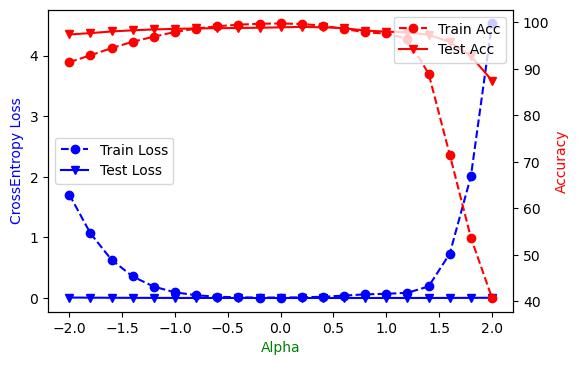 Train Acc
Test Acc
Train Loss
Test Loss
CrossEntropy Loss
Accuracy
4
3
2
1
0
100
90
80
70
60
50
40
−2.0 −1.5 −1.0 −0.5 0.0 0.5 1.0 1.5 2.0
Alpha